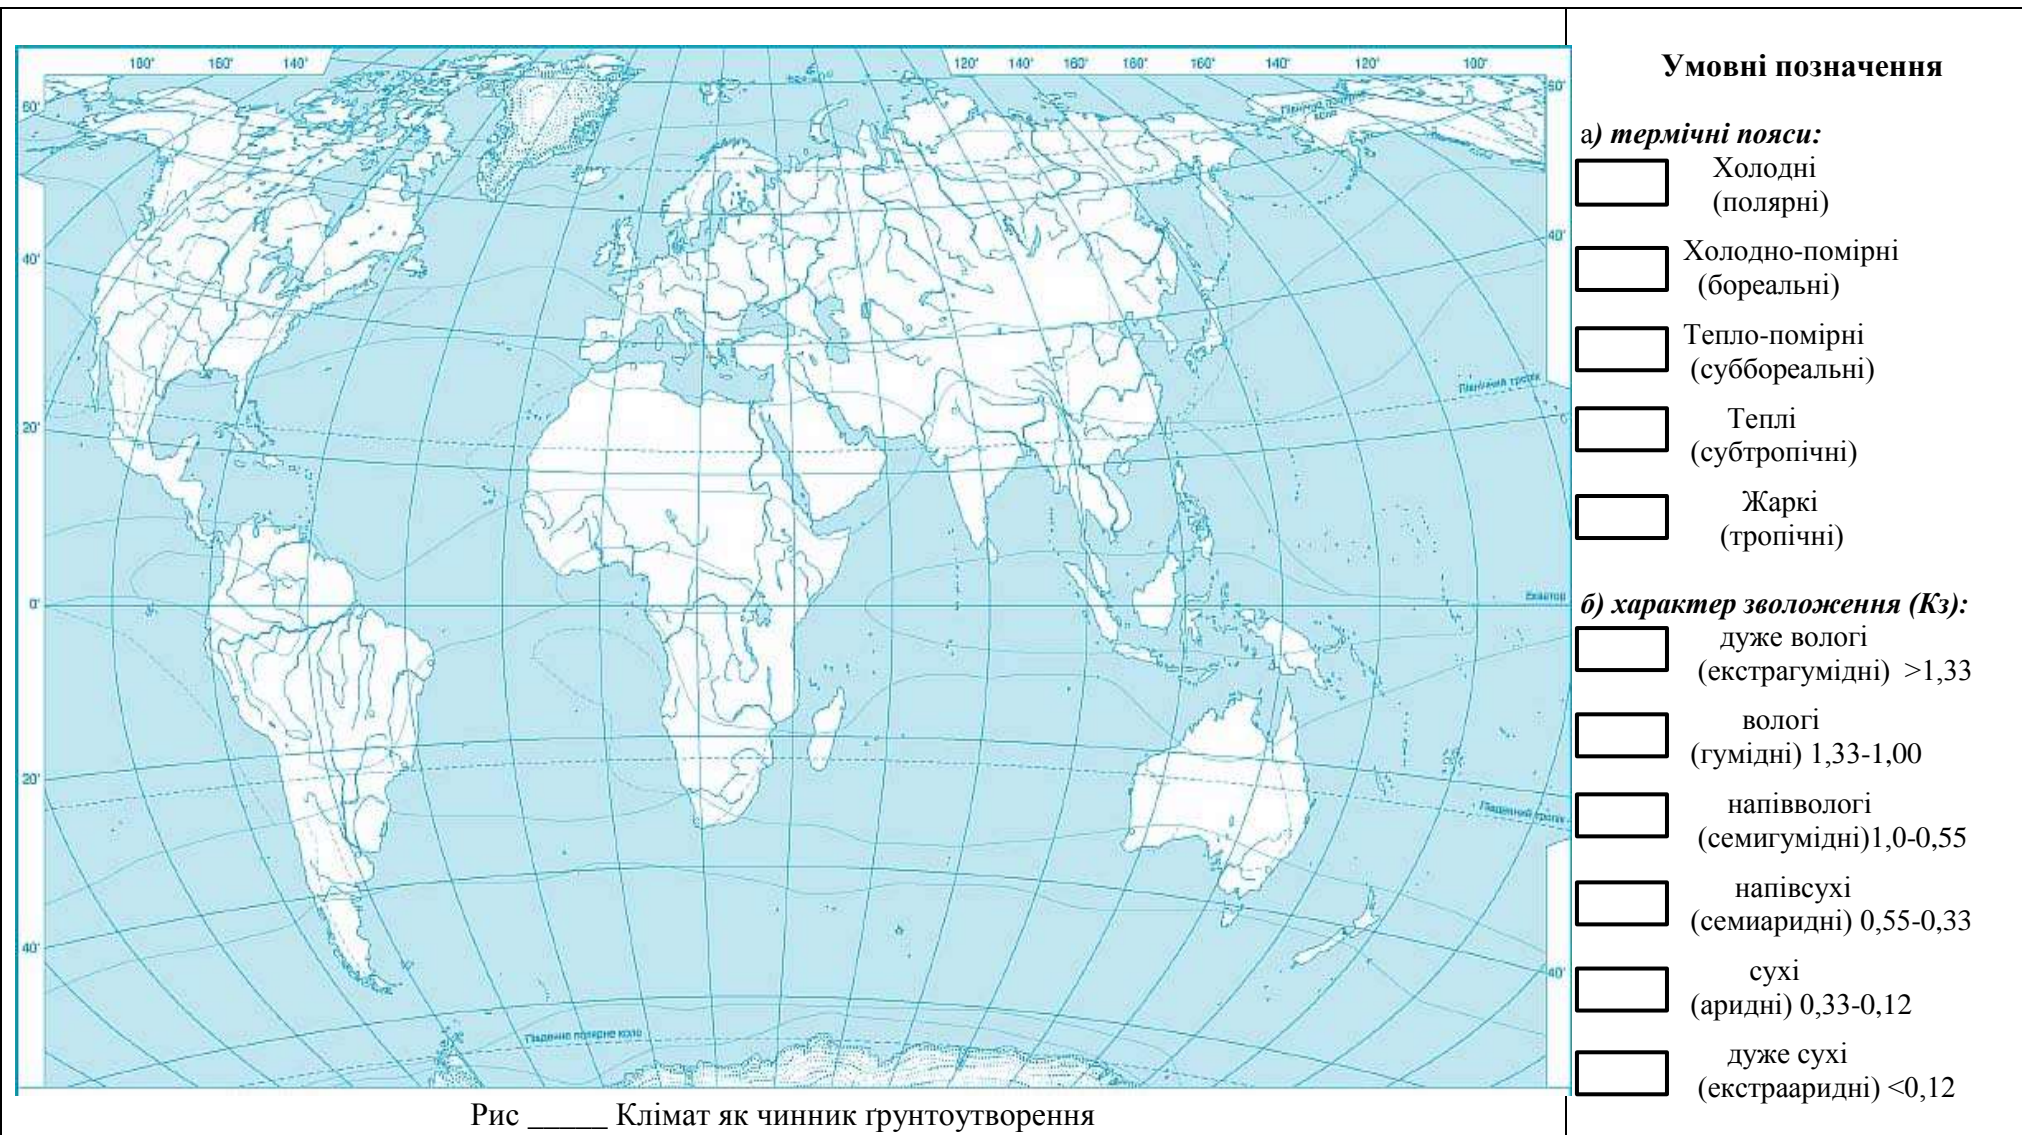 180° 160° 140° 120° 140° 160° 180° 160° 140° 120° 100°
60°
40°
20°
0°
20°
40°
40°
Північний тропік
Екватор
Південний тропік
40°
Південне полярне коло
Рис _____ Клімат як чинник ґрунтоутворення
Умовні позначення
а) термічні пояси:
Холодні
(полярні)
Холодно-помірні
(бореальні)
Тепло-помірні
(суббореальні)
Теплі
(субтропічні)
Жаркі
(тропічні)
б) характер зволоження (Кз):
дуже вологі
(екстрагумідні) >1,33
вологі
(гумідні) 1,33-1,00
напіввологі
(семигумідні)1,0-0,55
напівсухі
(семиаридні) 0,55-0,33
сухі
(аридні) 0,33-0,12
дуже сухі
(екстрааридні) <0,12